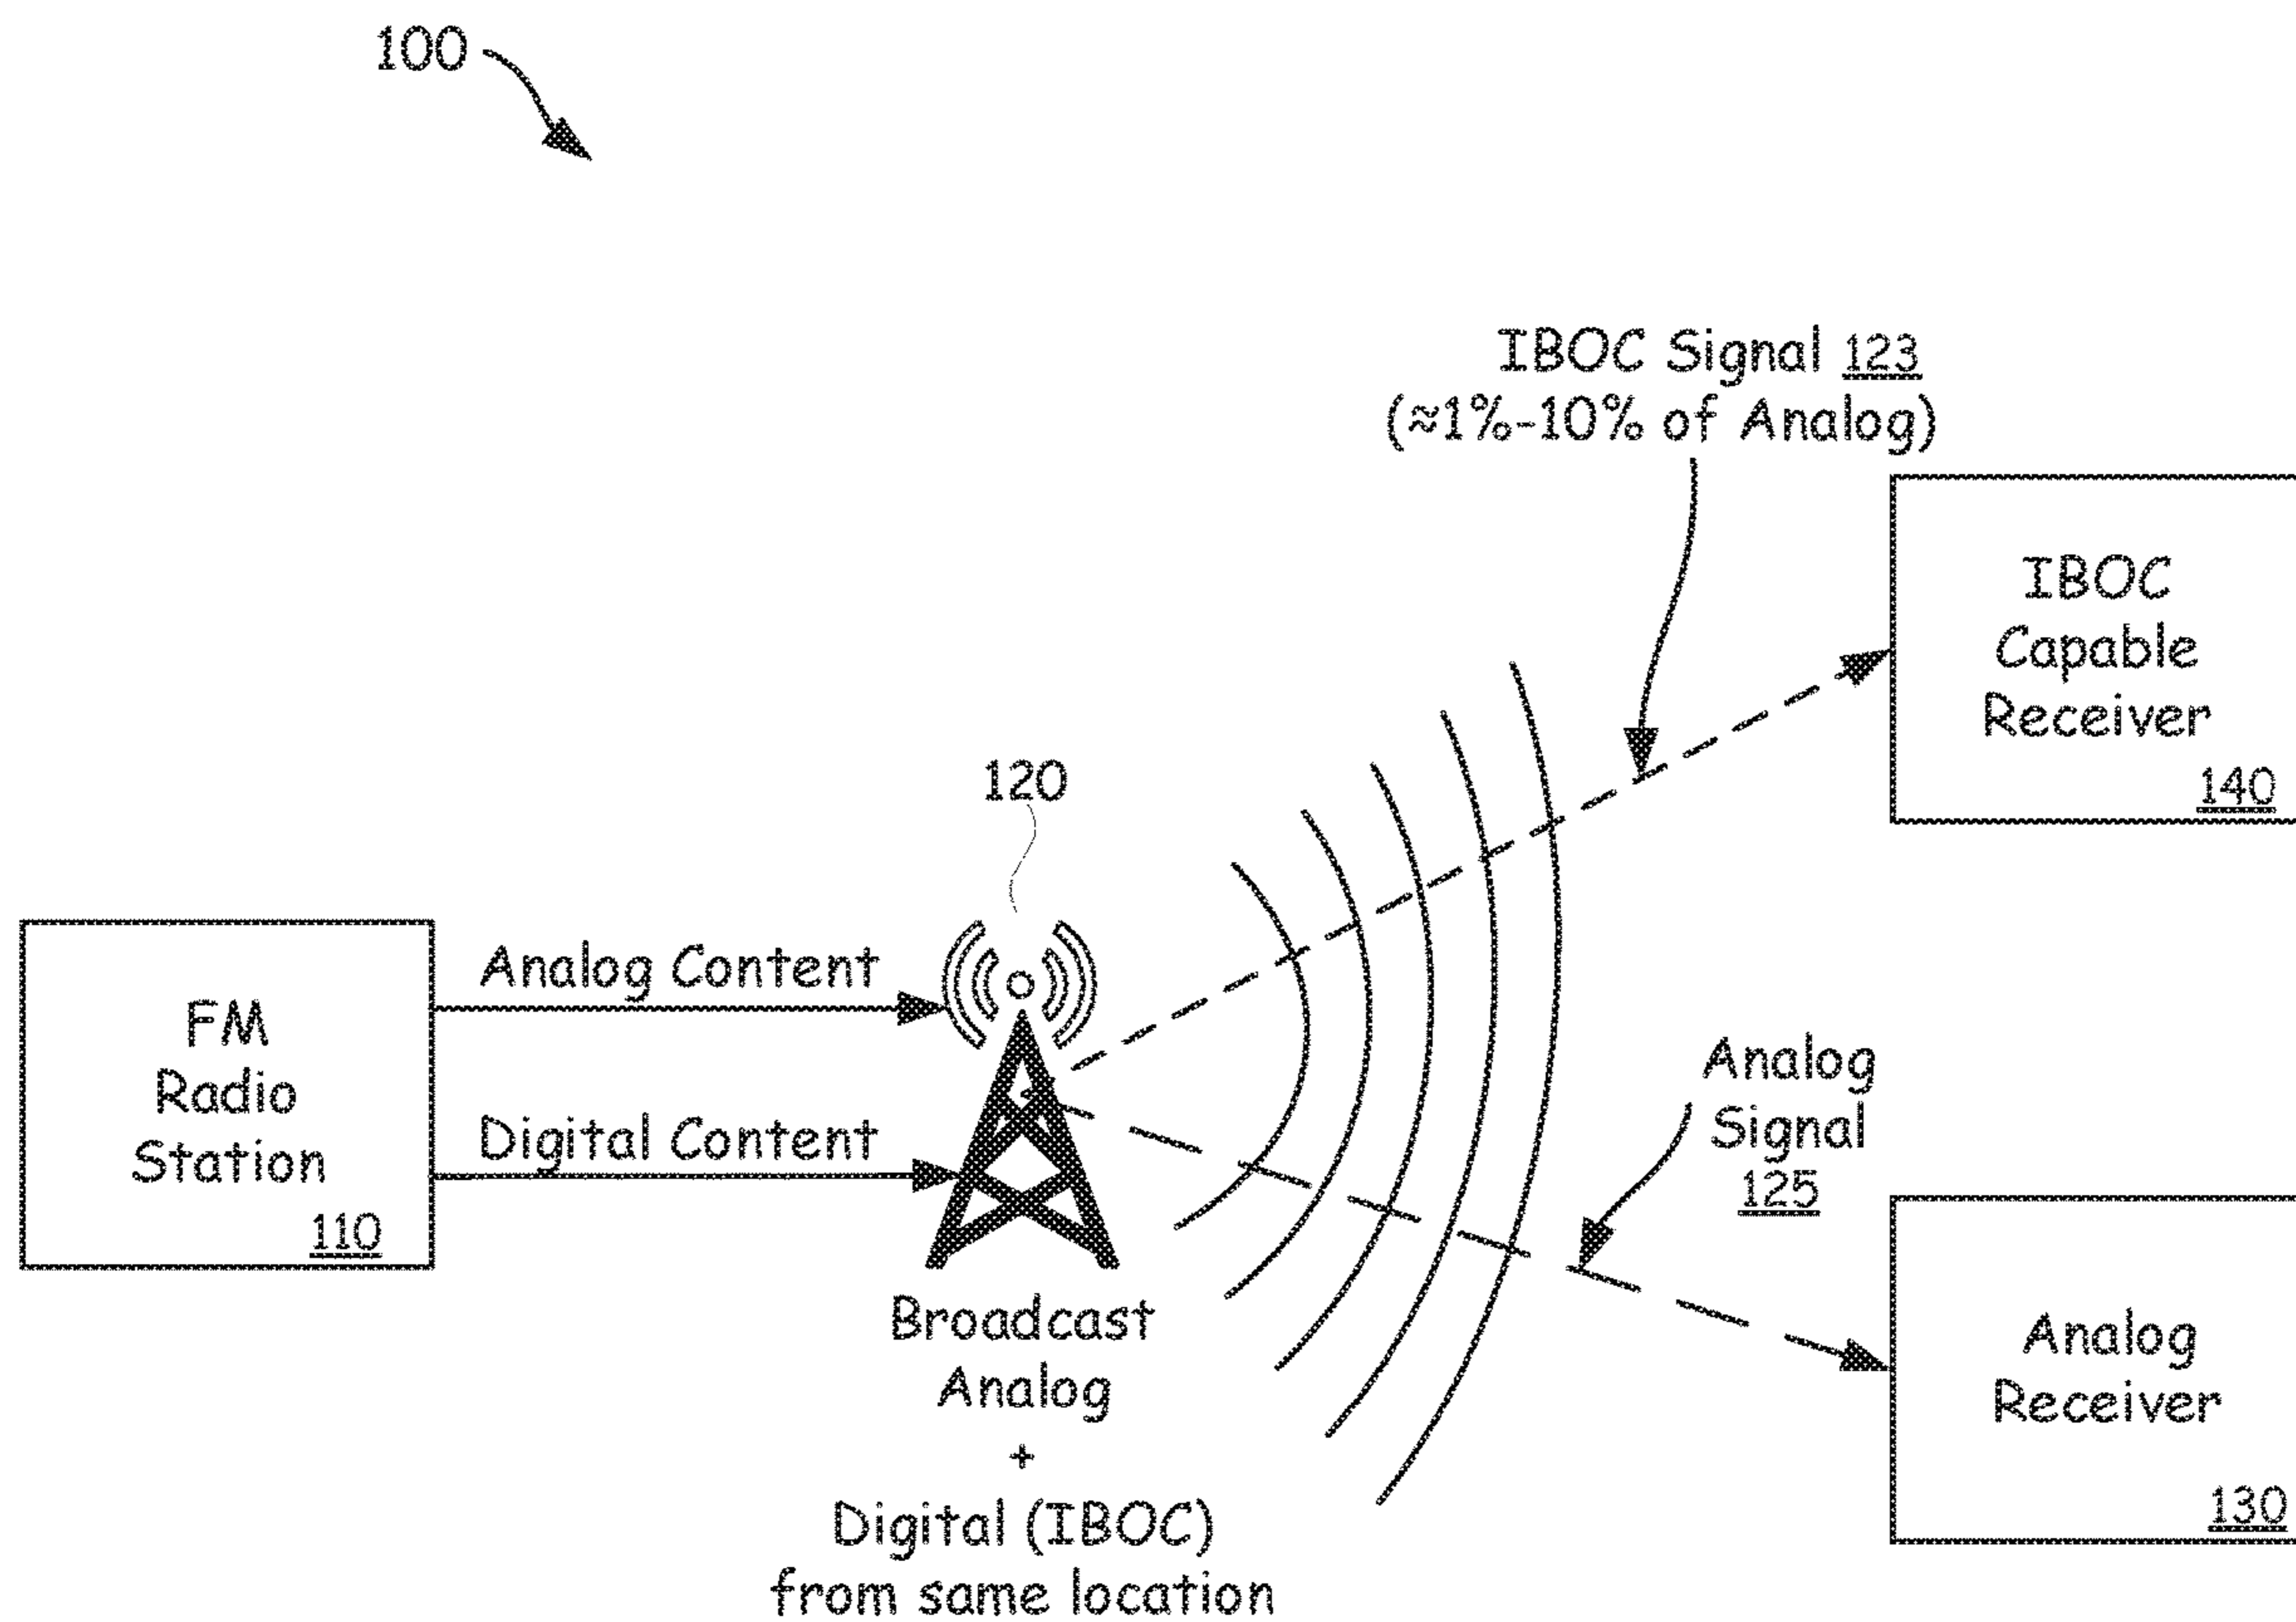 100
IBOC Signal 123
(≈1%-10% of Analog)
IBOC
Capable
Receiver
140
120
FM
Radio
Station
110
Analog Content
Digital Content
Analog
Signal
125
Broadcast
Analog
+
Digital (IBOC)
from same location
Analog
Receiver
130